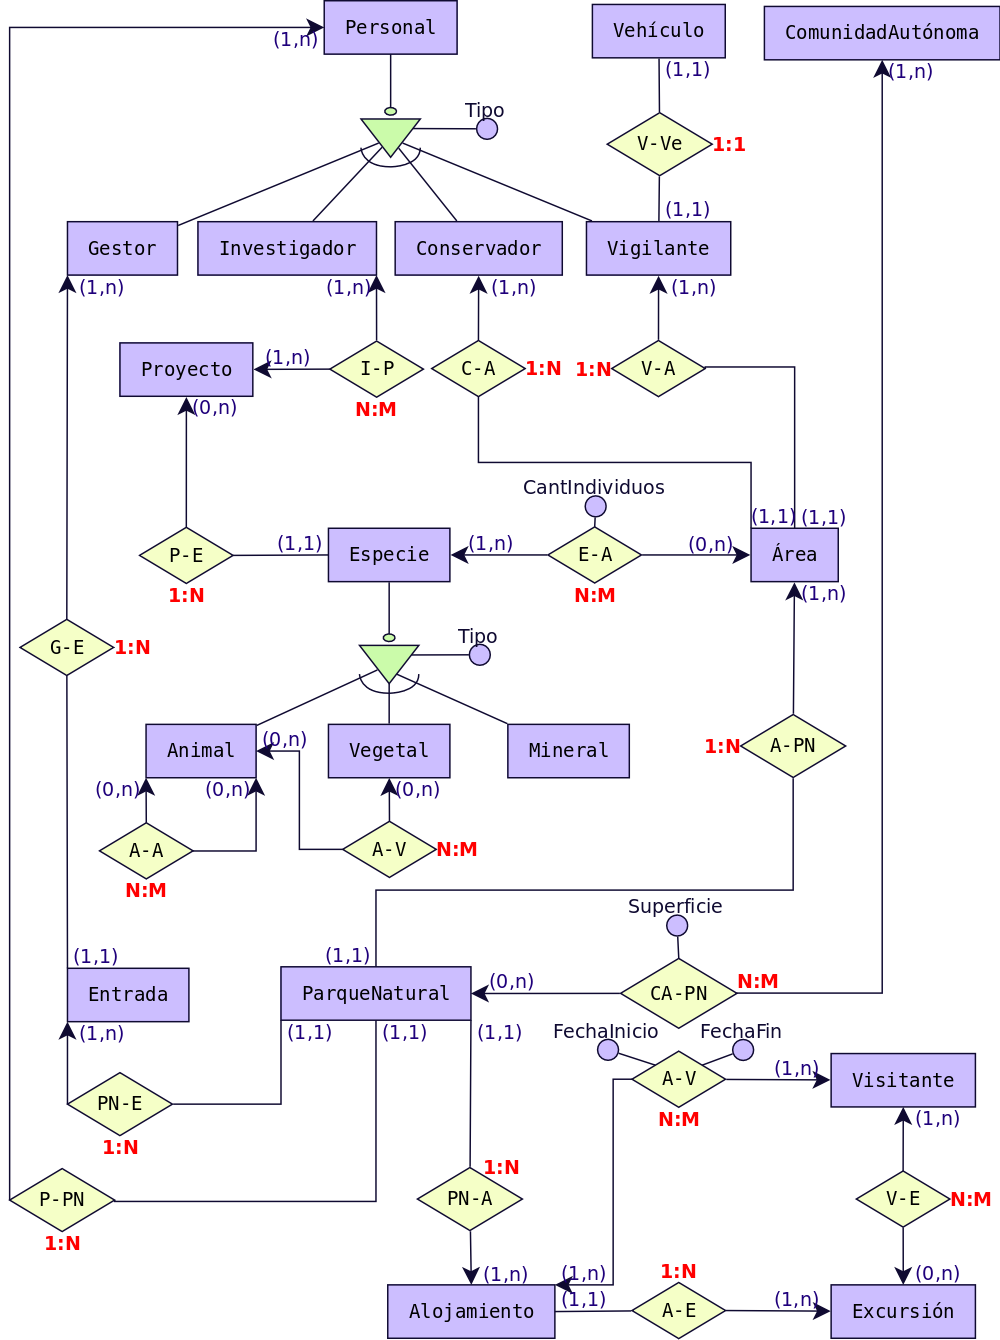 Personal
Vehículo
ComunidadAutónoma
(1,n)
(1,1)
(1,n)
Tipo
V-Ve
1:1
(1,1)
Gestor
Investigador
Conservador
Vigilante
(1,n)
(1,n)
(1,n)
(1,n)
Proyecto
(1,n)
I-P
C-A
1:N
1:N
V-A
(0,n)
N:M
CantIndividuos
(1,1)
(1,1)
P-E
(1,1)
Especie
(1,n)
E-A
(0,n)
Área
1:N
N:M
(1,n)
G-E
1:N
Tipo
Animal
(0,n)
Vegetal
Mineral
1:N
A-PN
(0,n)
(0,n)
(0,n)
A-A
A-V
N:M
N:M
Superficie
(1,1)
(1,1)
Entrada
ParqueNatural
(0,n)
CA-PN
N:M
(1,n)
(1,1)
(1,1)
(1,1)
FechaInicio
FechaFin
PN-E
A-V
(1,n)
Visitante
1:N
N:M
(1,n)
P-PN
1:N
PN-A
V-E
N:M
1:N
(1,n)
(1,n)
1:N
(0,n)
Alojamiento
(1,1)
A-E
(1,n)
Excursión